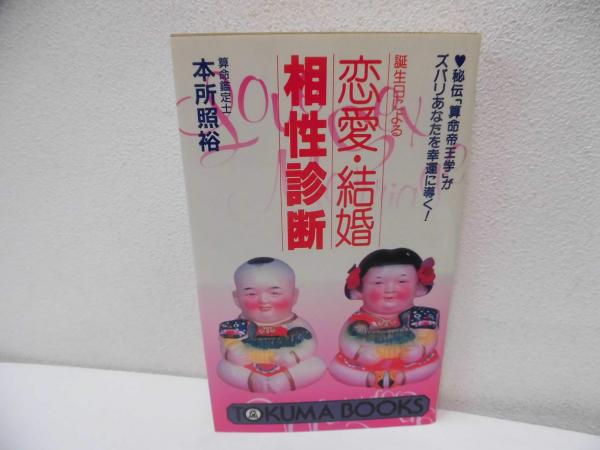 ♥秘伝「算命帝王学」が
ズバリあなたを幸運に導く!
誕生日による
恋愛・結婚
相性診断
算命鑑定士
本所照裕
Love
TOKUMA BOOKS